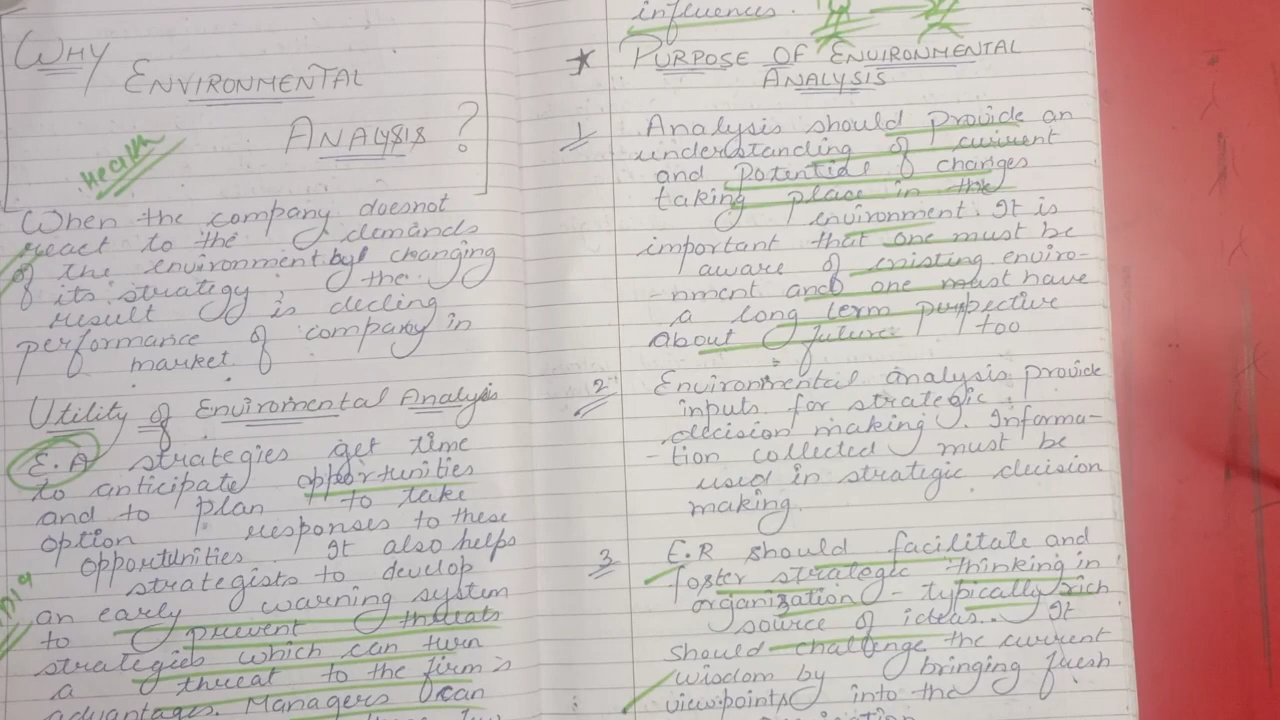 WHY
ENVIRONMENTAL
ANALYSIS ?
Health
When the company doesnot
react to the demands
of the environment by changing
its strategy, the
result is decling
performance of company in
market.
Utility of Enviromental Analysis
E.A strategies get time
to anticipate opportunities
and to plan to take
option responses to these
opportunities. It also helps
strategists to develop
an early warning system
to prevent threats
strategies which can turn
a threat to the firm's
advantages. Managers can
influences.
★ PURPOSE OF ENVIRONMENTAL
ANALYSIS
1 Analysis should provide an
understanding of current
and potential of changes
taking place in the
environment. It is
important that one must be
aware of existing enviro-
-nment and one must have
a long term perspective
about future too
2 Environmental analysis provide
inputs for strategic
decision making. Informa-
-tion collected must be
used in strategic decision
making.
3 E.R should facilitate and
foster strategic thinking in
organization - typically rich
source of ideas. It
should challenge the current
wisdom by bringing fresh
viewpoints into the